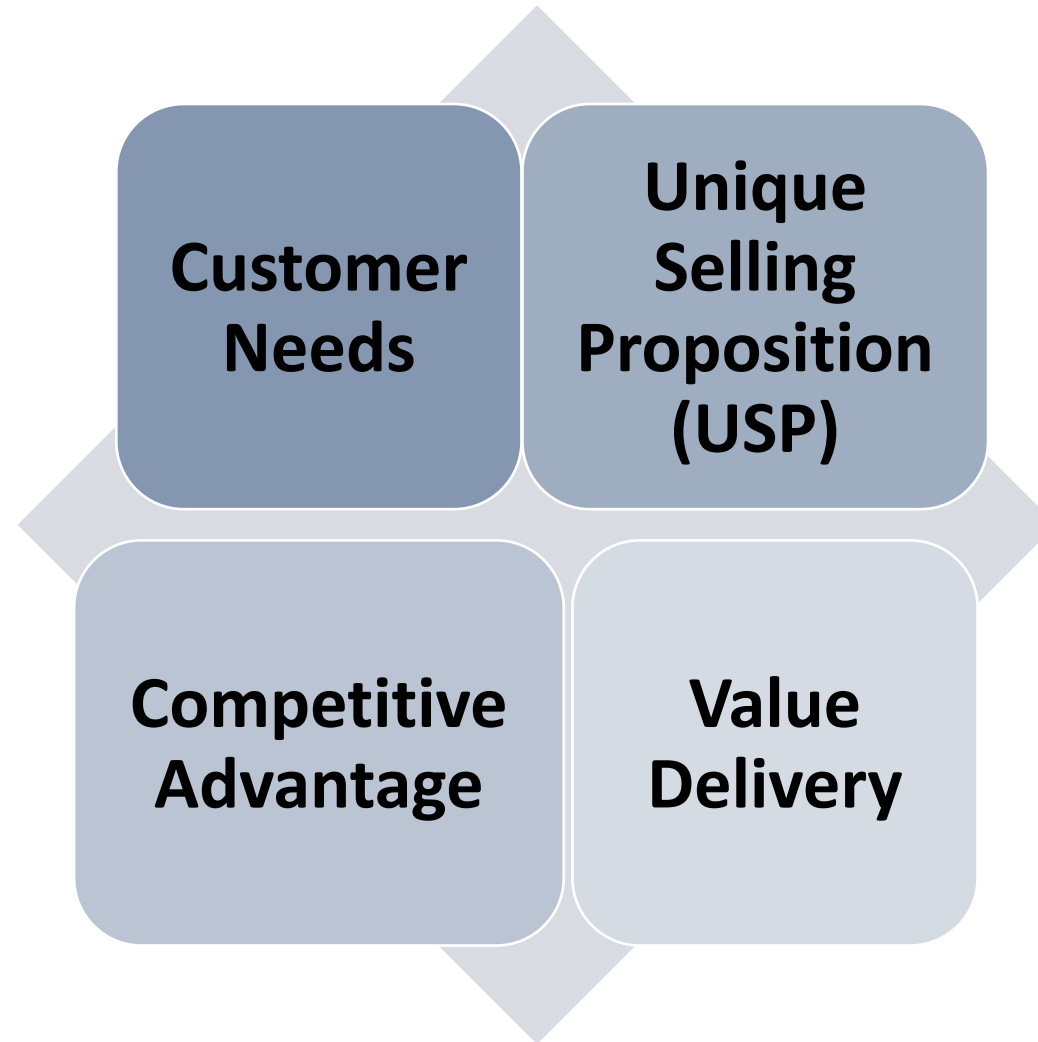 Customer
Needs
Unique
Selling
Proposition
(USP)
Competitive
Advantage
Value
Delivery